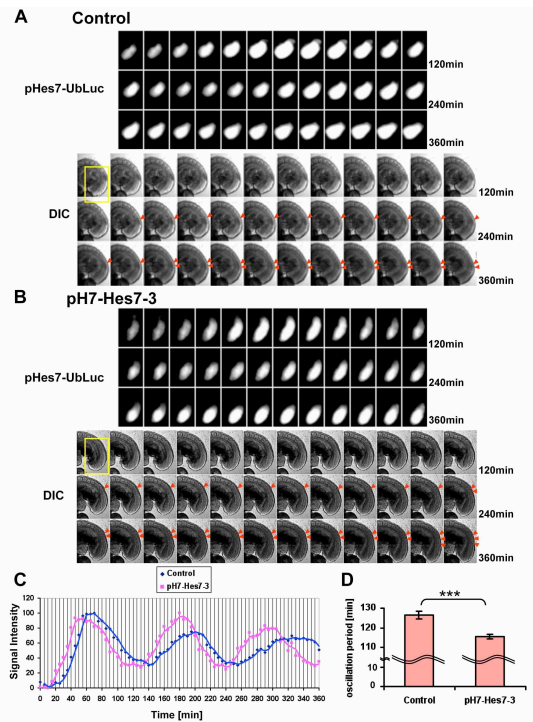 A Control
pHes7-UbLuc
120min
240min
360min
DIC
120min
240min
360min
B pH7-Hes7-3
pHes7-UbLuc
120min
240min
360min
DIC
120min
240min
360min
C
Control
pH7-Hes7-3
Signal Intensity
120
100
80
60
40
20
0
0 20 40 60 80 100 120 140 160 180 200 220 240 260 280 300 320 340 360
Time [min]
D
oscillation period [min]
130
120
110
10
0
***
Control
pH7-Hes7-3